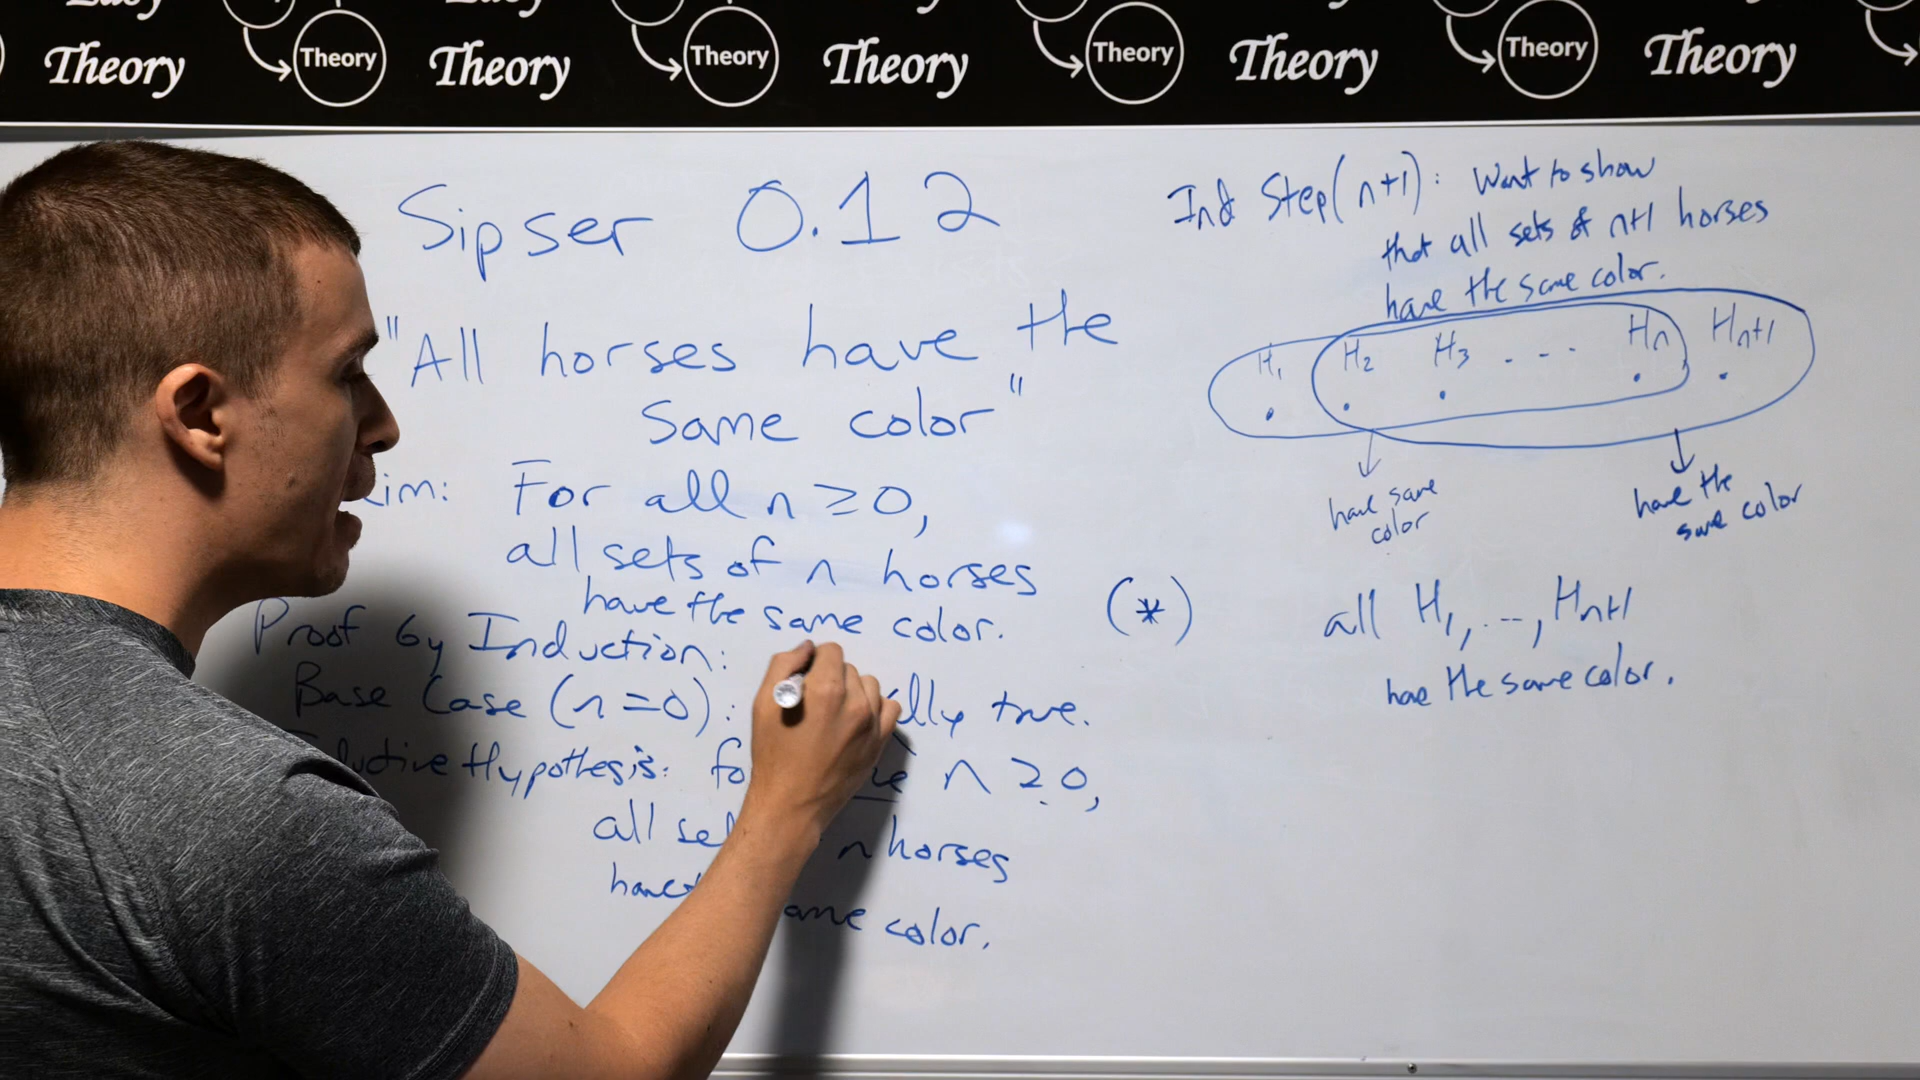 Theory Theory Theory Theory Theory Theory Theory Theory Theory
Sipser 0.12
"All horses have the
same color"
im: For all n ≥ 0,
all sets of n horses
have the same color.
(*)
Proof by Induction:
Base Case (n=0): lly true.
Hypothesis: n ≥ 0,
all n horses
color.
Ind Step (n+1): Want to show
that all sets of n+1 horses
have the same color.
H1 H2 H3 . - - . Hn Hn+1
have same
color
have the
same color
all H1, ..., Hn+1
have the same color.